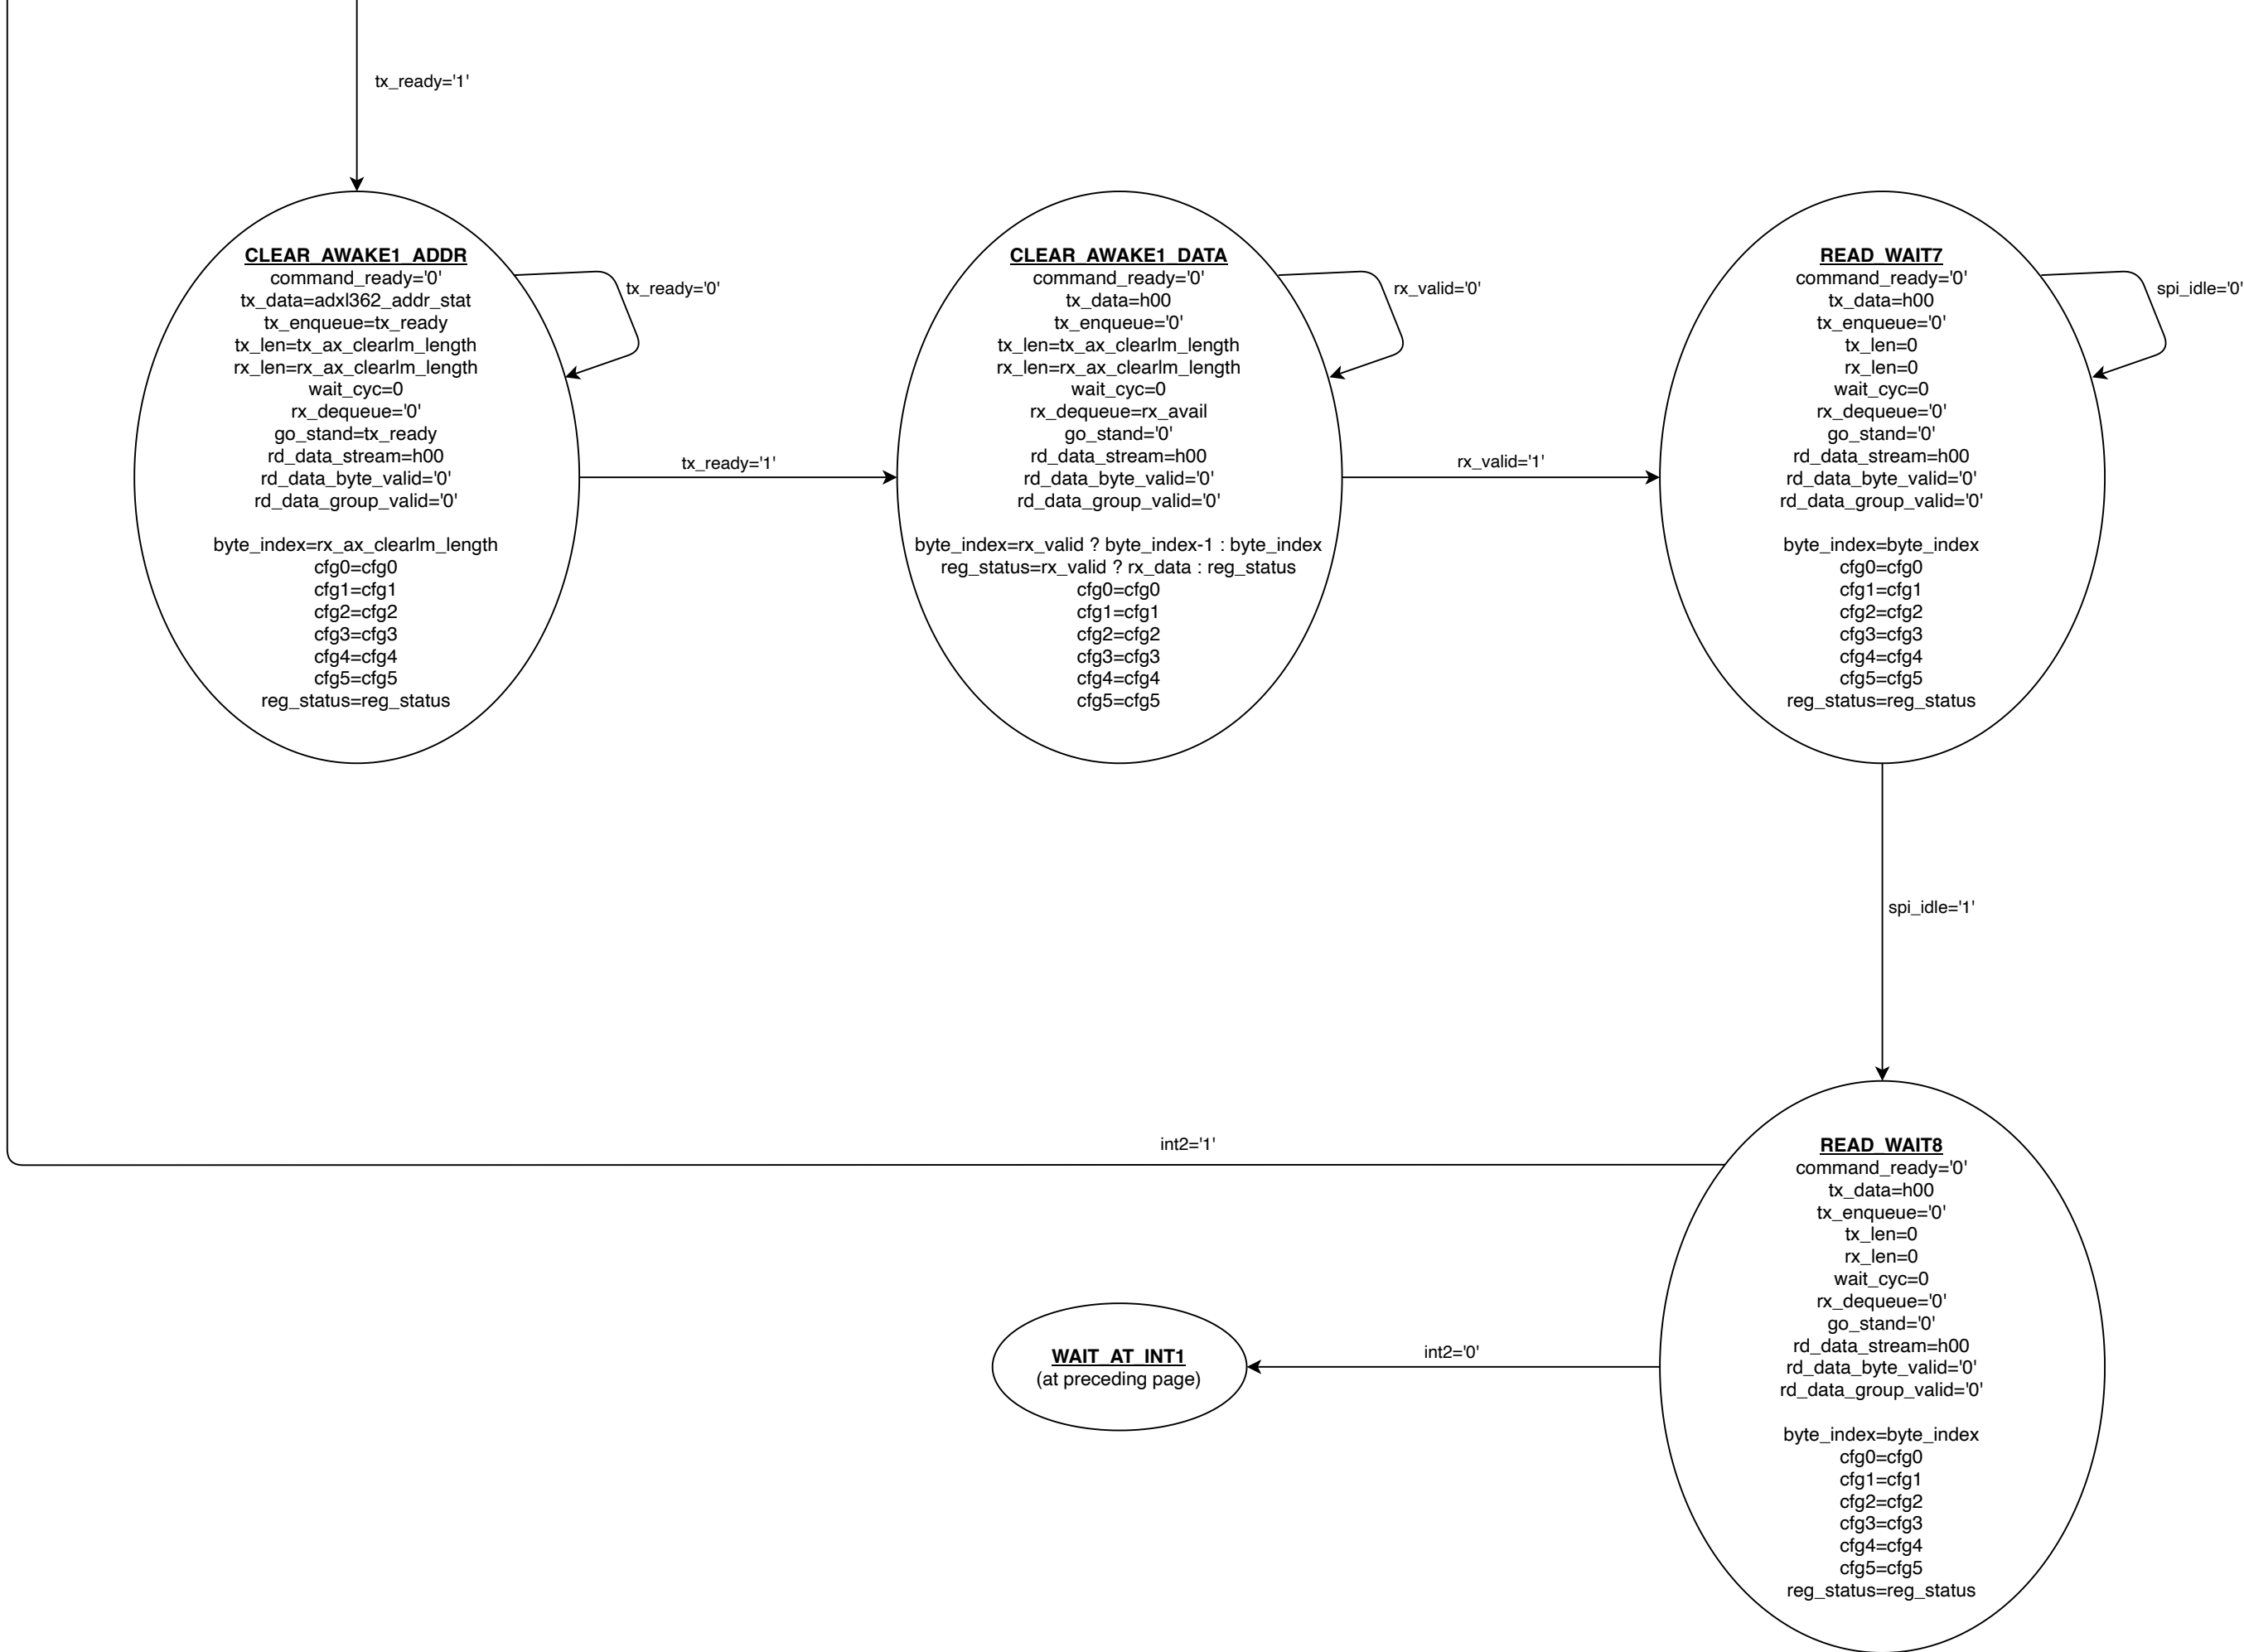 tx_ready='1'
CLEAR_AWAKE1_ADDR
command_ready='0'
tx_data=adxl362_addr_stat
tx_enqueue=tx_ready
tx_len=tx_ax_clearlm_length
rx_len=rx_ax_clearlm_length
wait_cyc=0
rx_dequeue='0'
go_stand=tx_ready
rd_data_stream=h00
rd_data_byte_valid='0'
rd_data_group_valid='0'
byte_index=rx_ax_clearlm_length
cfg0=cfg0
cfg1=cfg1
cfg2=cfg2
cfg3=cfg3
cfg4=cfg4
cfg5=cfg5
reg_status=reg_status
tx_ready='0'
tx_ready='1'
CLEAR_AWAKE1_DATA
command_ready='0'
tx_data=h00
tx_enqueue='0'
tx_len=tx_ax_clearlm_length
rx_len=rx_ax_clearlm_length
wait_cyc=0
rx_dequeue=rx_avail
go_stand='0'
rd_data_stream=h00
rd_data_byte_valid='0'
rd_data_group_valid='0'
byte_index=rx_valid ? byte_index-1 : byte_index
reg_status=rx_valid ? rx_data : reg_status
cfg0=cfg0
cfg1=cfg1
cfg2=cfg2
cfg3=cfg3
cfg4=cfg4
cfg5=cfg5
rx_valid='0'
rx_valid='1'
READ_WAIT7
command_ready='0'
tx_data=h00
tx_enqueue='0'
tx_len=0
rx_len=0
wait_cyc=0
rx_dequeue='0'
go_stand='0'
rd_data_stream=h00
rd_data_byte_valid='0'
rd_data_group_valid='0'
byte_index=byte_index
cfg0=cfg0
cfg1=cfg1
cfg2=cfg2
cfg3=cfg3
cfg4=cfg4
cfg5=cfg5
reg_status=reg_status
spi_idle='0'
spi_idle='1'
int2='1'
READ_WAIT8
command_ready='0'
tx_data=h00
tx_enqueue='0'
tx_len=0
rx_len=0
wait_cyc=0
rx_dequeue='0'
go_stand='0'
rd_data_stream=h00
rd_data_byte_valid='0'
rd_data_group_valid='0'
byte_index=byte_index
cfg0=cfg0
cfg1=cfg1
cfg2=cfg2
cfg3=cfg3
cfg4=cfg4
cfg5=cfg5
reg_status=reg_status
int2='0'
WAIT_AT_INT1
(at preceding page)